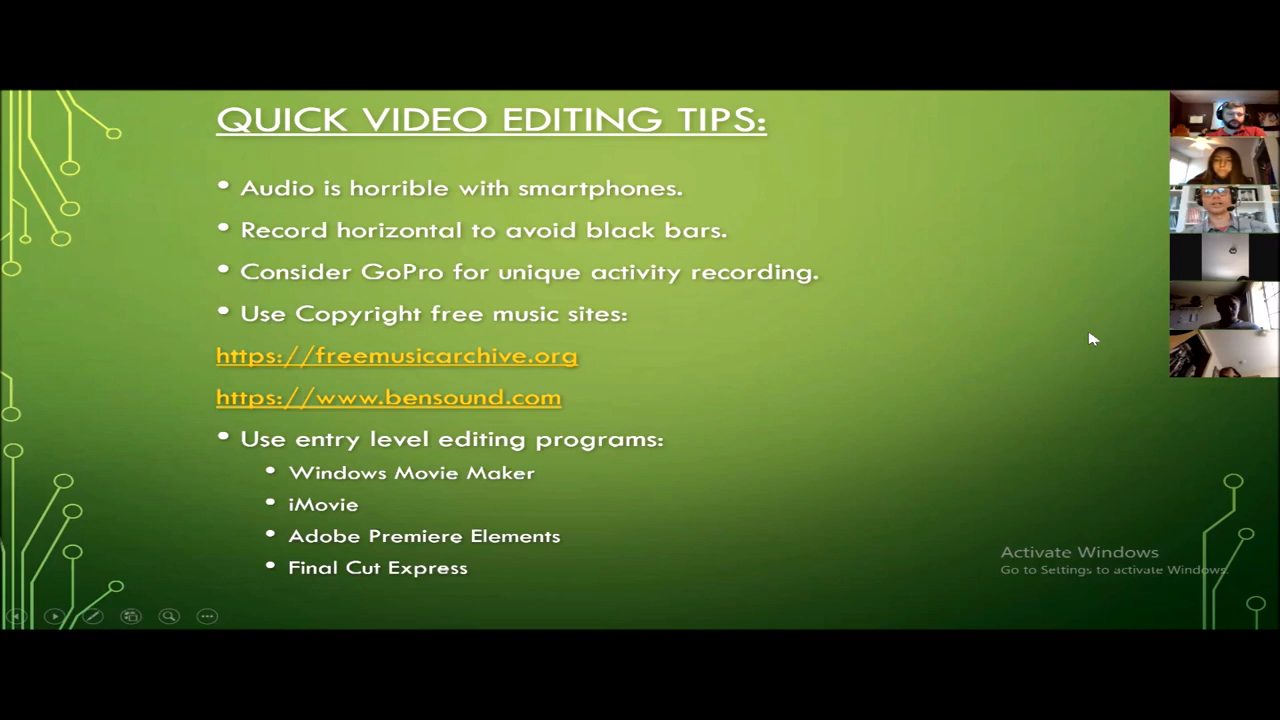 QUICK VIDEO EDITING TIPS:
• Audio is horrible with smartphones.
• Record horizontal to avoid black bars.
• Consider GoPro for unique activity recording.
• Use Copyright free music sites:
https://freemusicarchive.org
https://www.bensound.com
• Use entry level editing programs:
• Windows Movie Maker
• iMovie
• Adobe Premiere Elements
• Final Cut Express
Activate Windows
Go to Settings to activate Windows.